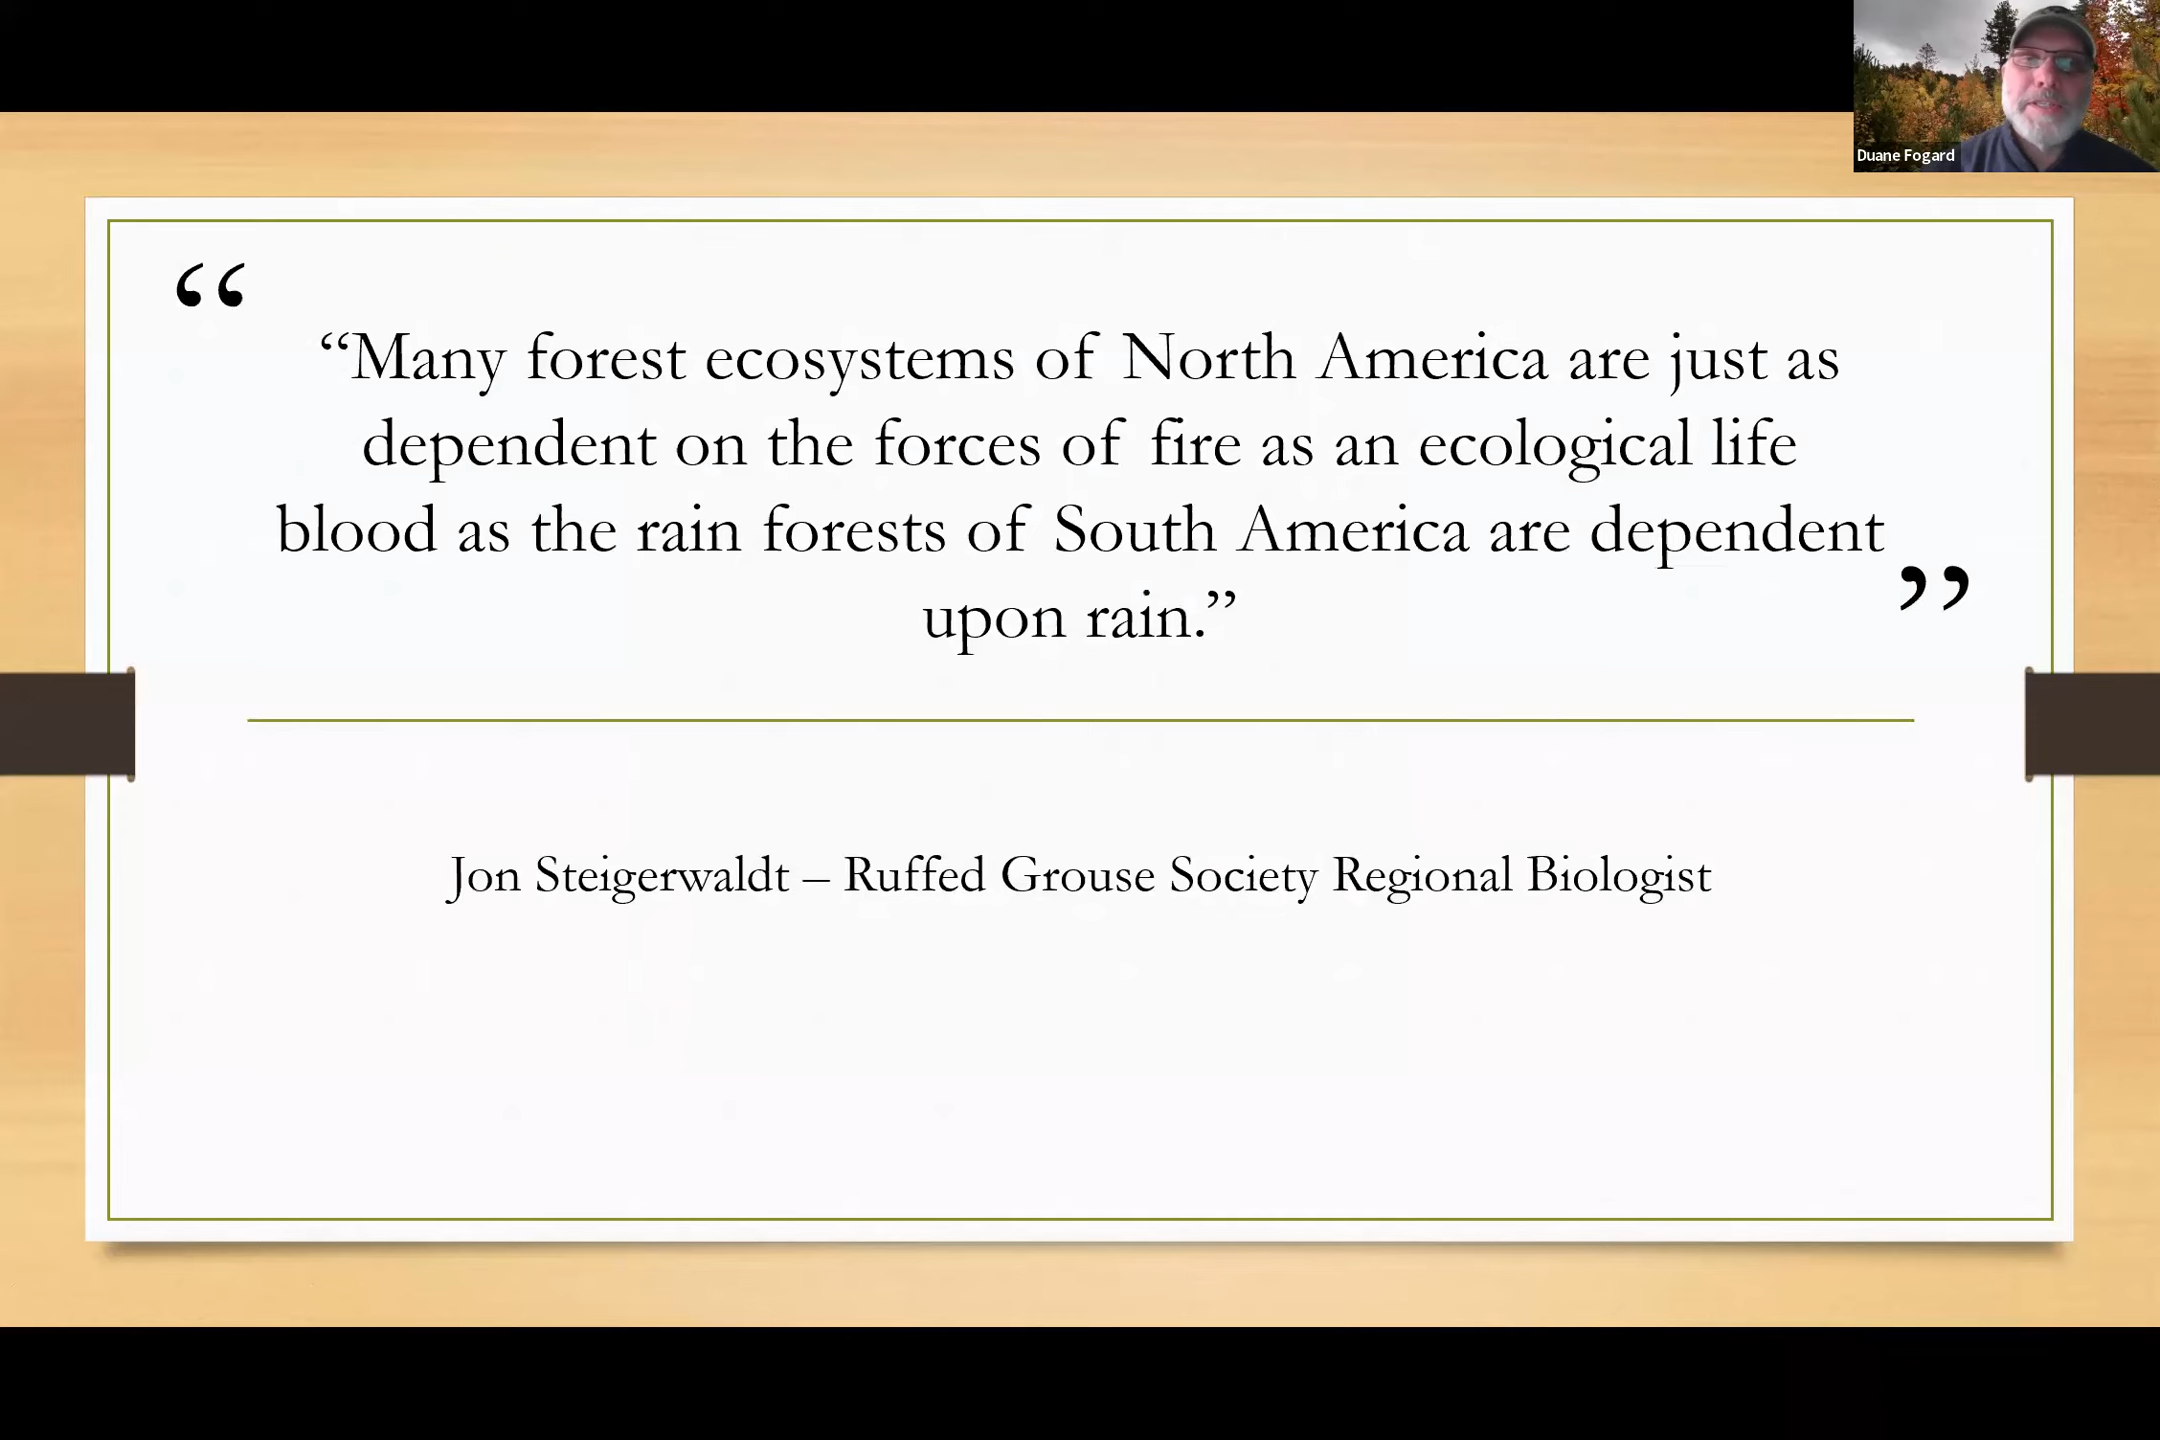 Duane Fogard
“
“Many forest ecosystems of North America are just as
dependent on the forces of fire as an ecological life
blood as the rain forests of South America are dependent
upon rain.”
”
Jon Steigerwaldt – Ruffed Grouse Society Regional Biologist